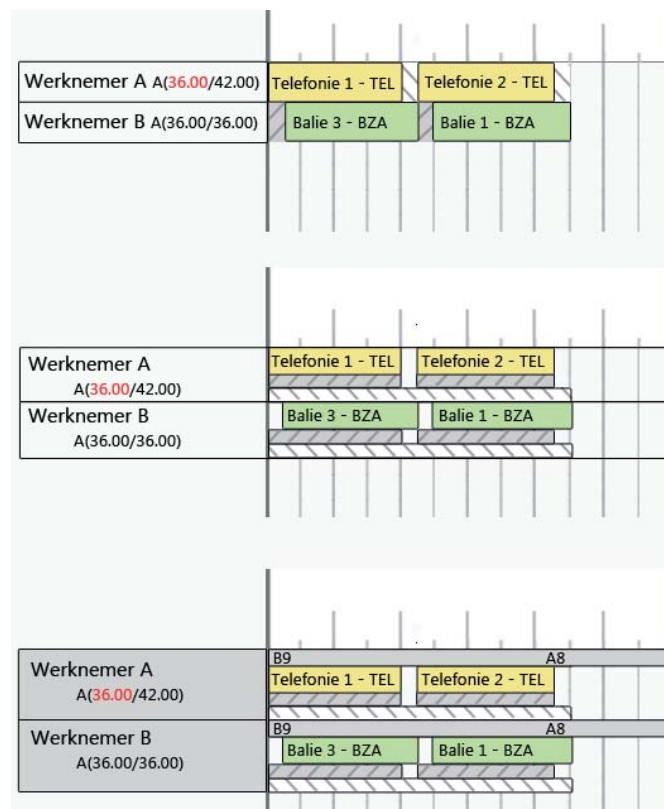 Werknemer A A(36.00/42.00) Telefonie 1 - TEL Telefonie 2 - TEL
Werknemer B A(36.00/36.00) Balie 3 - BZA Balie 1 - BZA
Werknemer A Telefonie 1 - TEL Telefonie 2 - TEL
A(36.00/42.00)
Werknemer B Balie 3 - BZA Balie 1 - BZA
A(36.00/36.00)
B9 A8
Werknemer A Telefonie 1 - TEL Telefonie 2 - TEL
A(36.00/42.00)
B9 A8
Werknemer B Balie 3 - BZA Balie 1 - BZA
A(36.00/36.00)